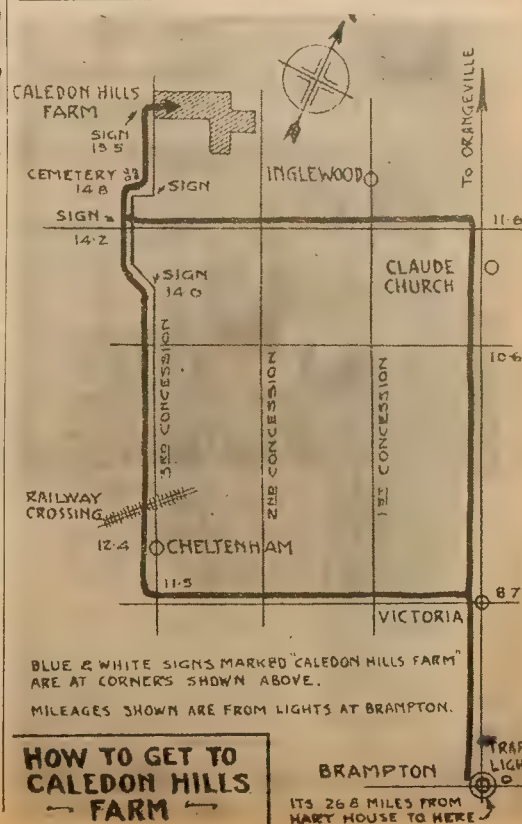 TO ORANGEVILLE
CALEDON HILLS
FARM
SIGN
15.5
CEMETERY
14.8
SIGN
INGLEWOOD
SIGN
14.2
11.8
CLAUDE
CHURCH
SIGN
14.0
10.6
3RD CONCESSION
2ND CONCESSION
1ST CONCESSION
RAILWAY
CROSSING
12.4
CHELTENHAM
11.5
8.7
VICTORIA
BLUE & WHITE SIGNS MARKED "CALEDON HILLS FARM"
ARE AT CORNERS SHOWN ABOVE.
MILEAGES SHOWN ARE FROM LIGHTS AT BRAMPTON.
HOW TO GET TO
CALEDON HILLS
FARM
BRAMPTON
TRAF
LIGH
0
ITS 26.8 MILES FROM
HART HOUSE TO HERE